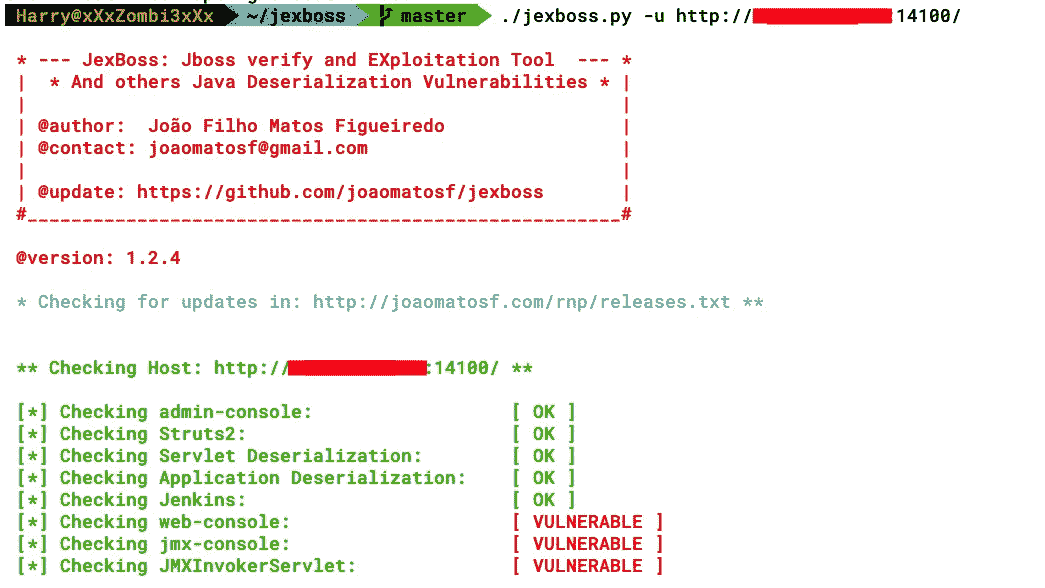 Harry@xXxZombi3xXx ~/jexboss master ./jexboss.py -u http:// :14100/
* --- JexBoss: Jboss verify and EXploitation Tool --- *
| * And others Java Deserialization Vulnerabilities * |
| |
| @author: João Filho Matos Figueiredo |
| @contact: joaomatosf@gmail.com |
| |
| @update: https://github.com/joaomatosf/jexboss |
#______________________________________________________#
@version: 1.2.4
* Checking for updates in: http://joaomatosf.com/rnp/releases.txt **
** Checking Host: http:// :14100/ **
[*] Checking admin-console: [ OK ]
[*] Checking Struts2: [ OK ]
[*] Checking Servlet Deserialization: [ OK ]
[*] Checking Application Deserialization: [ OK ]
[*] Checking Jenkins: [ OK ]
[*] Checking web-console: [ VULNERABLE ]
[*] Checking jmx-console: [ VULNERABLE ]
[*] Checking JMXInvokerServlet: [ VULNERABLE ]